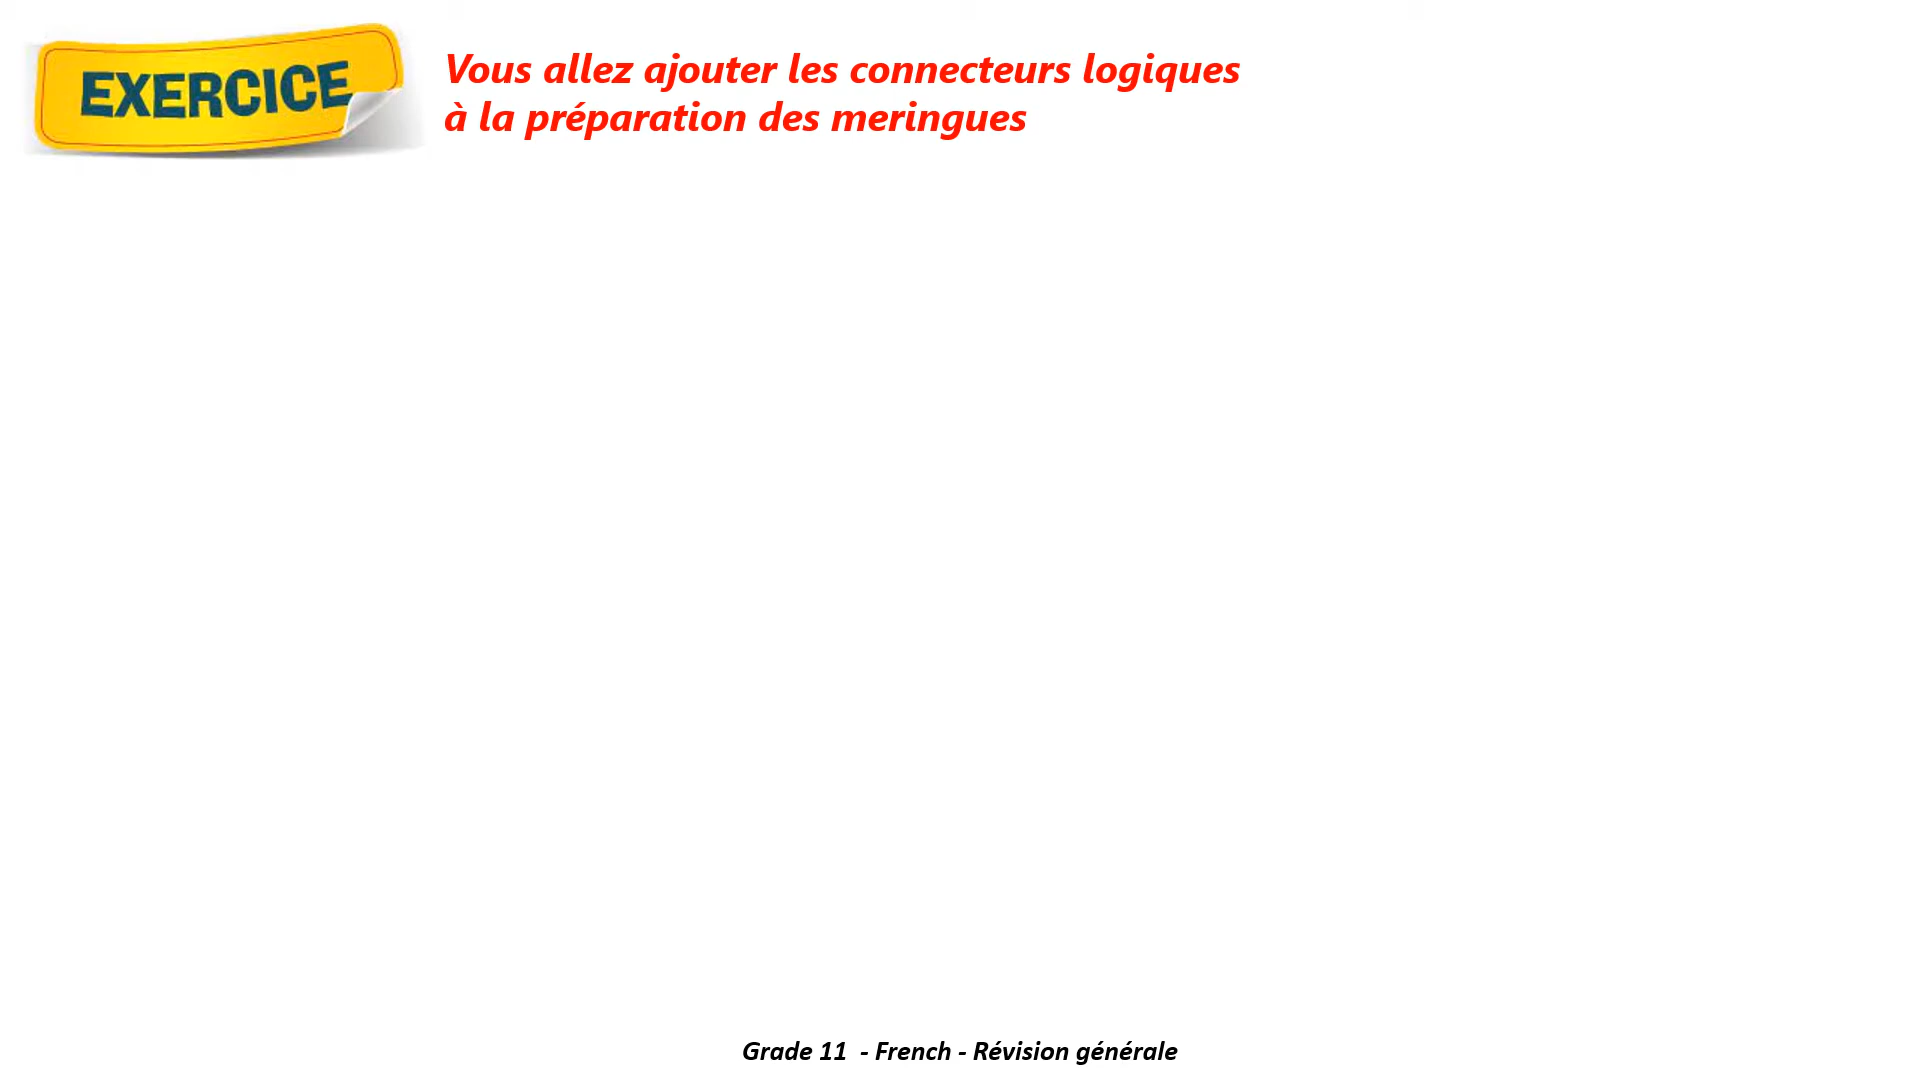 EXERCICE
Vous allez ajouter les connecteurs logiques
à la préparation des meringues
Grade 11 - French - Révision générale